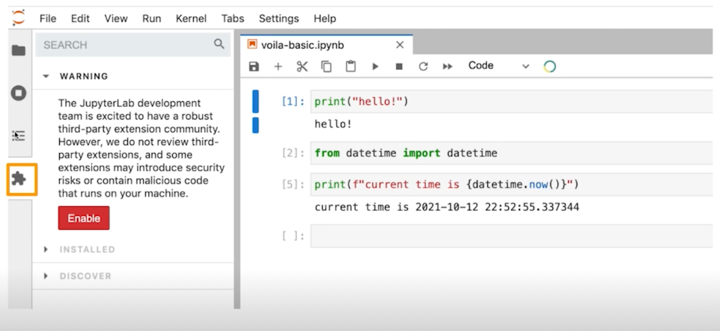 File Edit View Run Kernel Tabs Settings Help
SEARCH
WARNING
The JupyterLab development
team is excited to have a robust
third-party extension community.
However, we do not review third-
party extensions, and some
extensions may introduce security
risks or contain malicious code
that runs on your machine.
Enable
INSTALLED
DISCOVER
voila-basic.ipynb
Code
[1]: print("hello!")
hello!
[2]: from datetime import datetime
[5]: print(f"current time is {datetime.now()}")
current time is 2021-10-12 22:52:55.337344
[ ]: